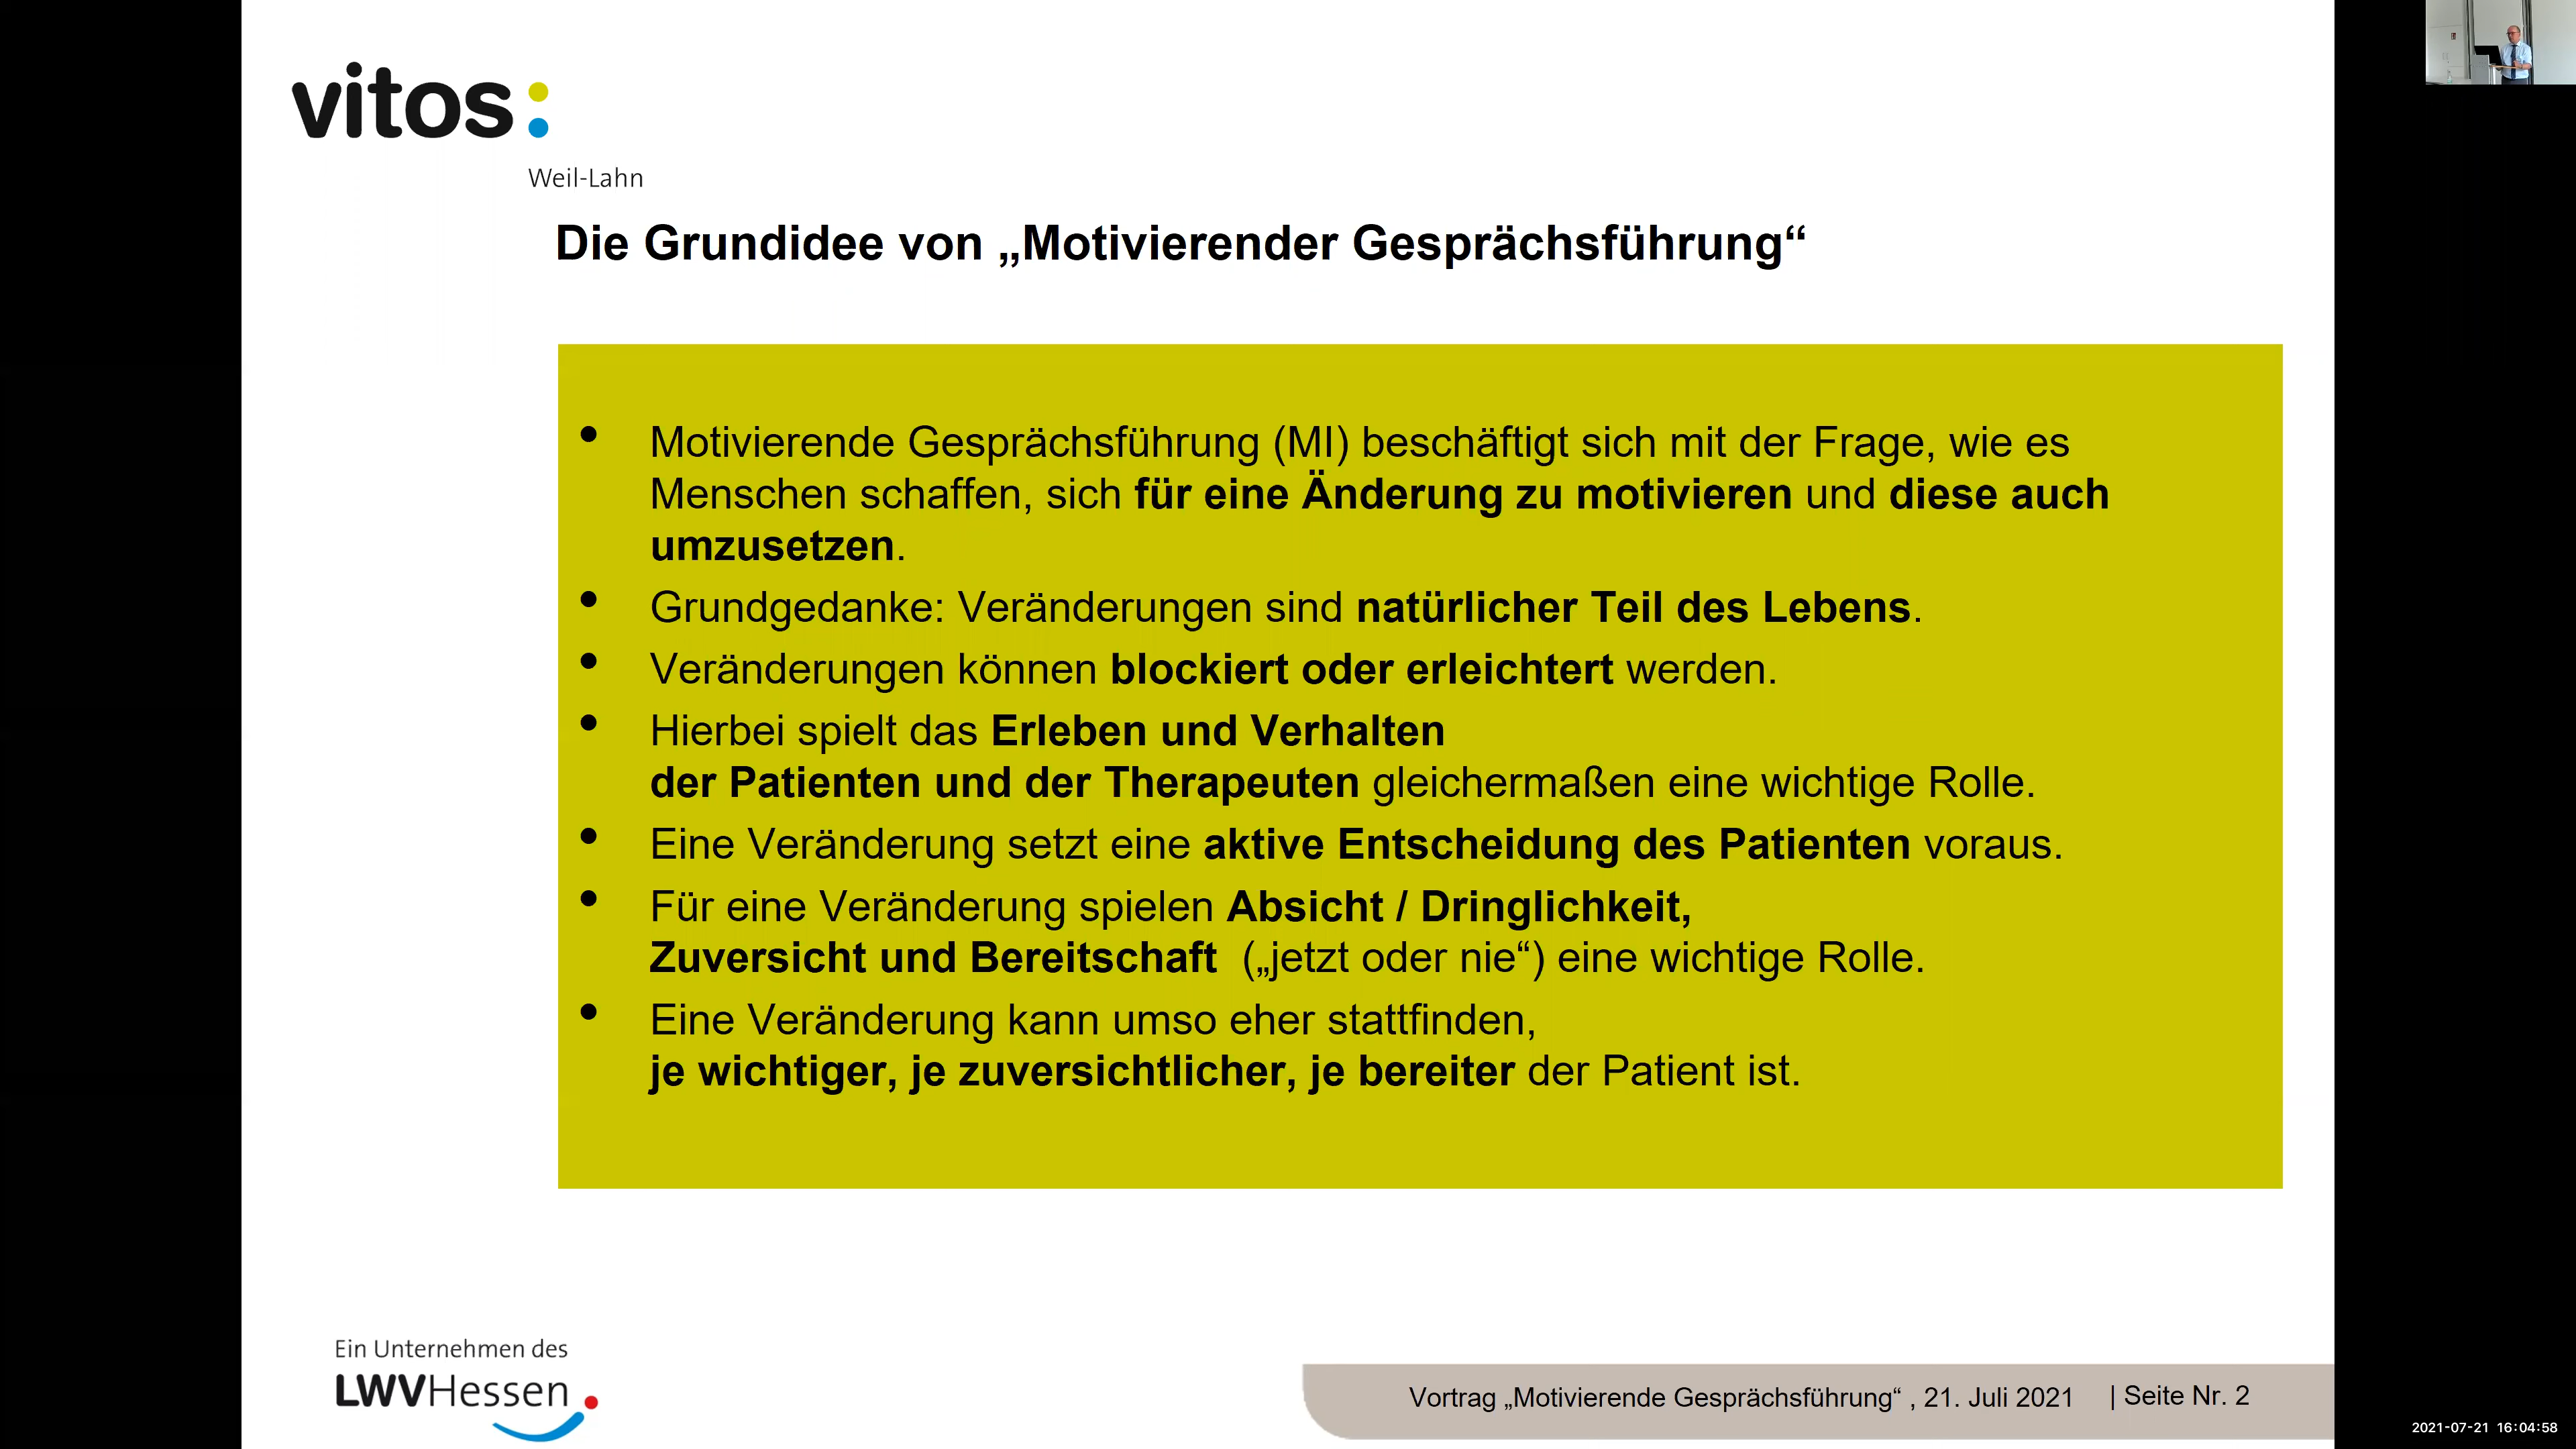 vitos:
Weil-Lahn
Die Grundidee von „Motivierender Gesprächsführung“
• Motivierende Gesprächsführung (MI) beschäftigt sich mit der Frage, wie es
Menschen schaffen, sich für eine Änderung zu motivieren und diese auch
umzusetzen.
• Grundgedanke: Veränderungen sind natürlicher Teil des Lebens.
• Veränderungen können blockiert oder erleichtert werden.
• Hierbei spielt das Erleben und Verhalten
der Patienten und der Therapeuten gleichermaßen eine wichtige Rolle.
• Eine Veränderung setzt eine aktive Entscheidung des Patienten voraus.
• Für eine Veränderung spielen Absicht / Dringlichkeit,
Zuversicht und Bereitschaft („jetzt oder nie“) eine wichtige Rolle.
• Eine Veränderung kann umso eher stattfinden,
je wichtiger, je zuversichtlicher, je bereiter der Patient ist.
Ein Unternehmen des
LWVHessen
Vortrag „Motivierende Gesprächsführung“ , 21. Juli 2021 | Seite Nr. 2
2021-07-21 16:04:58